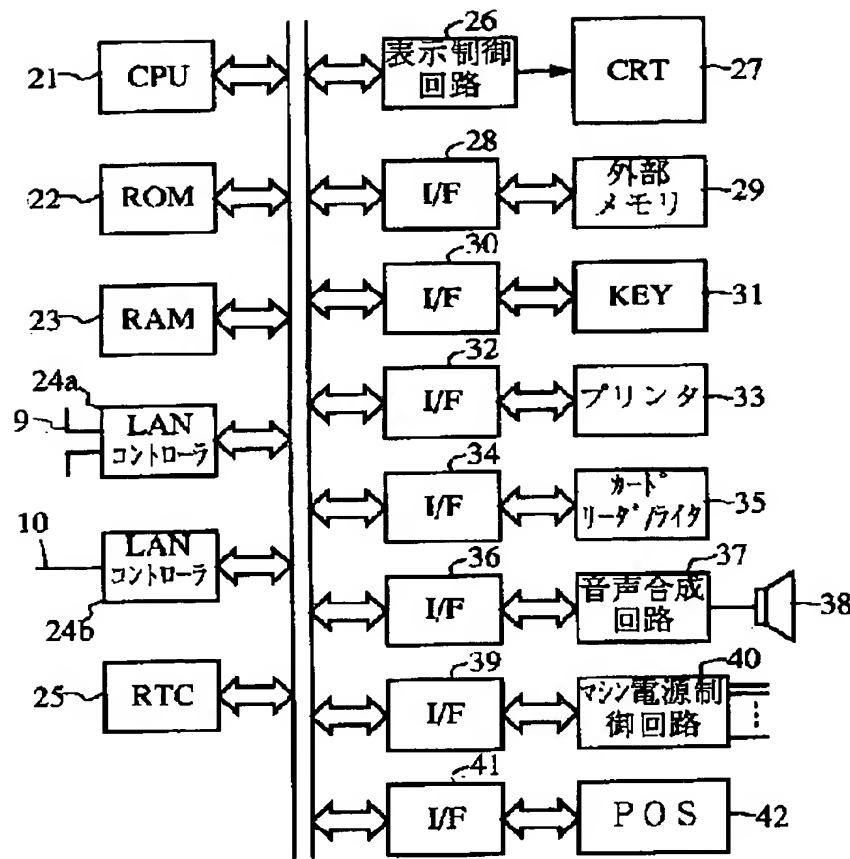 26
21
CPU
表示制御
回路
CRT
27
28
22
ROM
I/F
外部
メモリ
29
30
23
RAM
I/F
KEY
31
24a
32
9
LAN
コントローラ
I/F
プリンタ
33
34
10
LAN
コントローラ
24b
I/F
カード
リーダ/ライタ
35
36
37
I/F
音声合成
回路
38
25
RTC
39
40
I/F
マシン電源制
御回路
41
I/F
POS
42